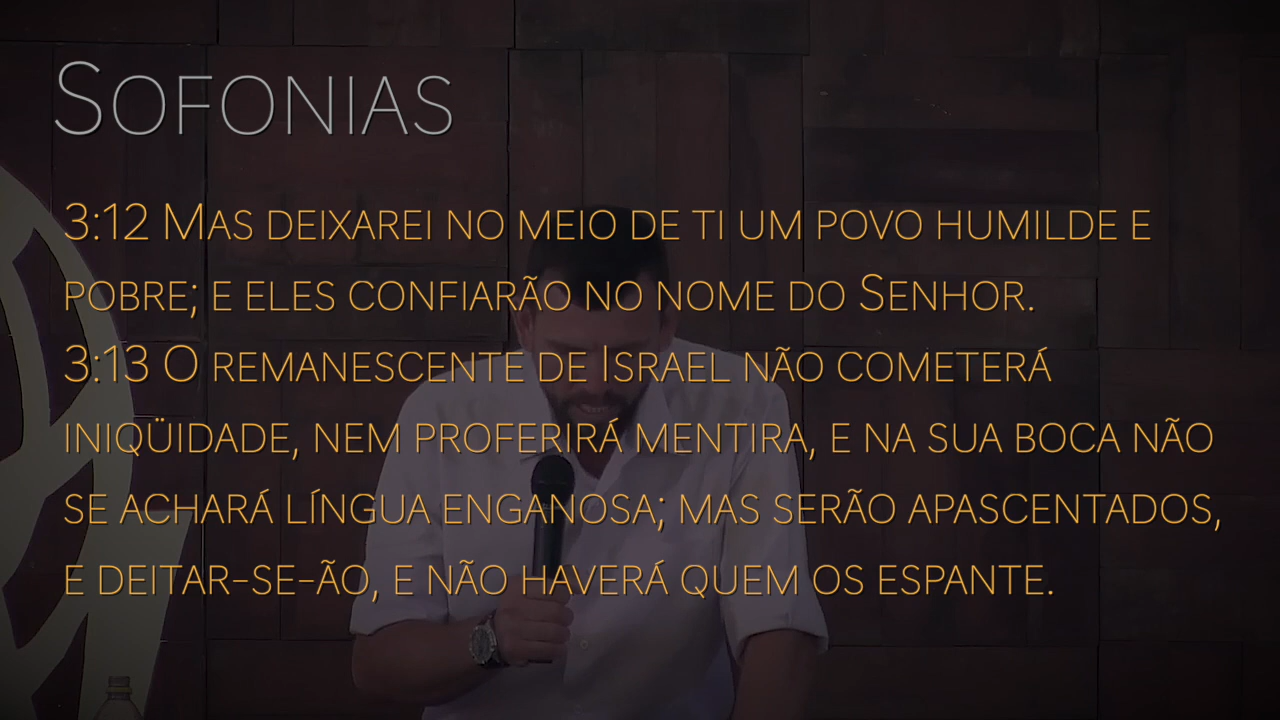 Sofonias
3:12 Mas deixarei no meio de ti um povo humilde e
pobre; e eles confiarão no nome do Senhor.
3:13 O remanescente de Israel não cometerá
iniqüidade, nem proferirá mentira, e na sua boca não
se achará língua enganosa; mas serão apascentados,
e deitar-se-ão, e não haverá quem os espante.